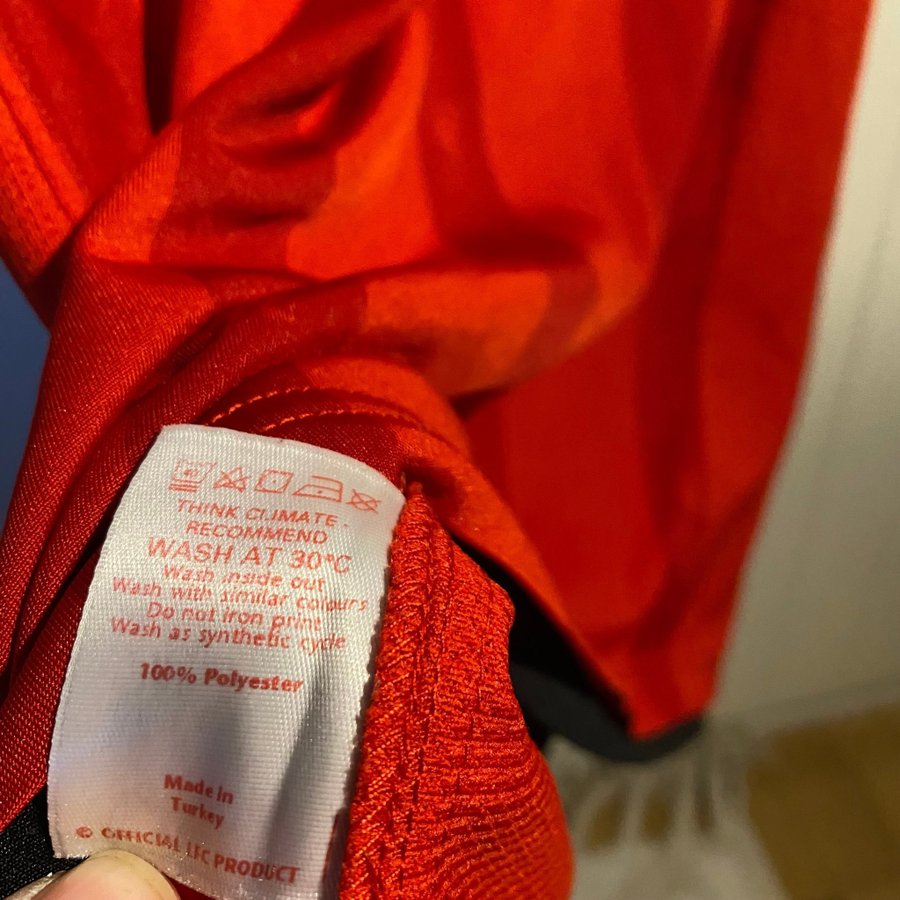 40
THINK CLIMATE -
RECOMMEND
WASH AT 30°C
Wash inside out
Wash with similar colours
Do not iron print
Wash as synthetic cycle
100% Polyester
Made in
Turkey
© OFFICIAL LFC PRODUCT